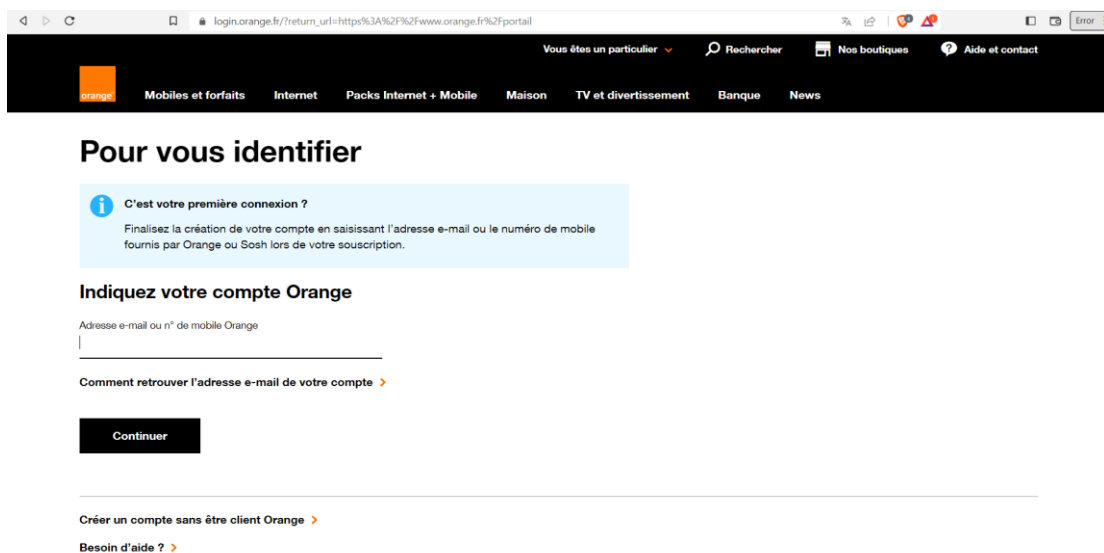 login.orange.fr/?return_url=https%3A%2F%2Fwww.orange.fr%2Fportail
Error
Vous êtes un particulier
Rechercher
Nos boutiques
Aide et contact
orange
Mobiles et forfaits
Internet
Packs Internet + Mobile
Maison
TV et divertissement
Banque
News
Pour vous identifier
C'est votre première connexion ?
Finalisez la création de votre compte en saisissant l'adresse e-mail ou le numéro de mobile
fournis par Orange ou Sosh lors de votre souscription.
Indiquez votre compte Orange
Adresse e-mail ou n° de mobile Orange
Comment retrouver l'adresse e-mail de votre compte
Continuer
Créer un compte sans être client Orange
Besoin d'aide ?